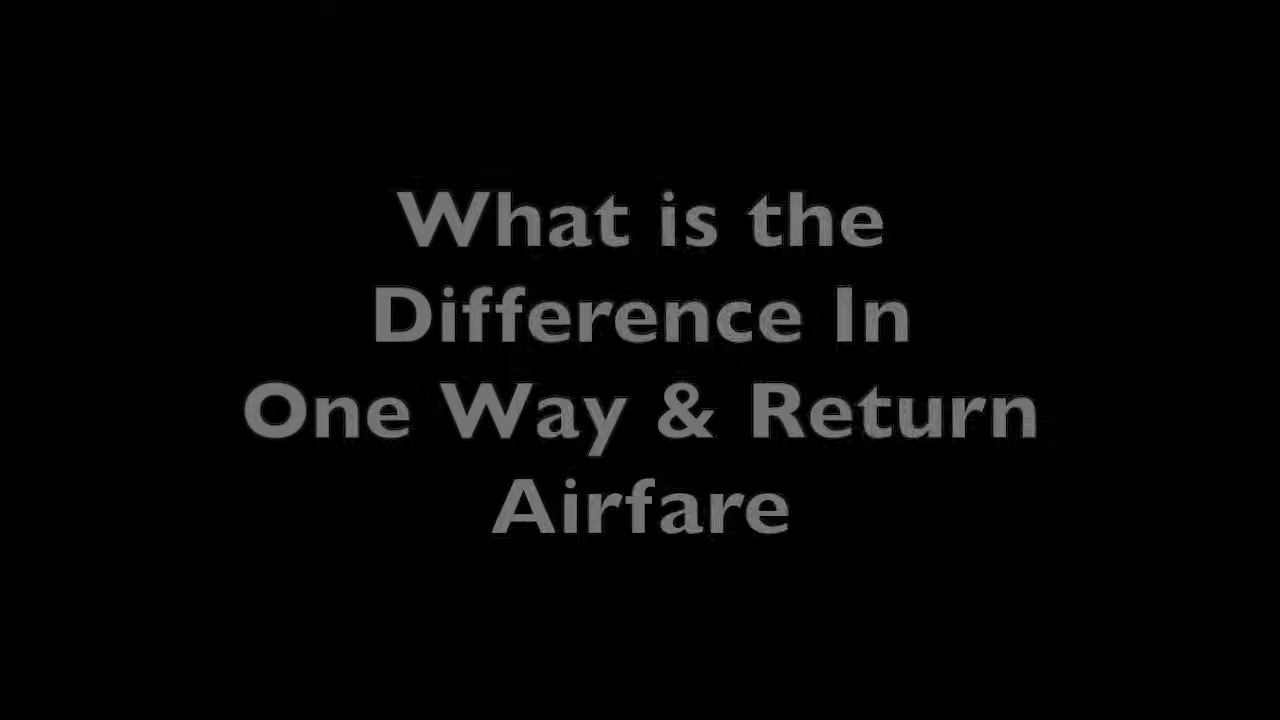 What is the
Difference In
One Way & Return
Airfare